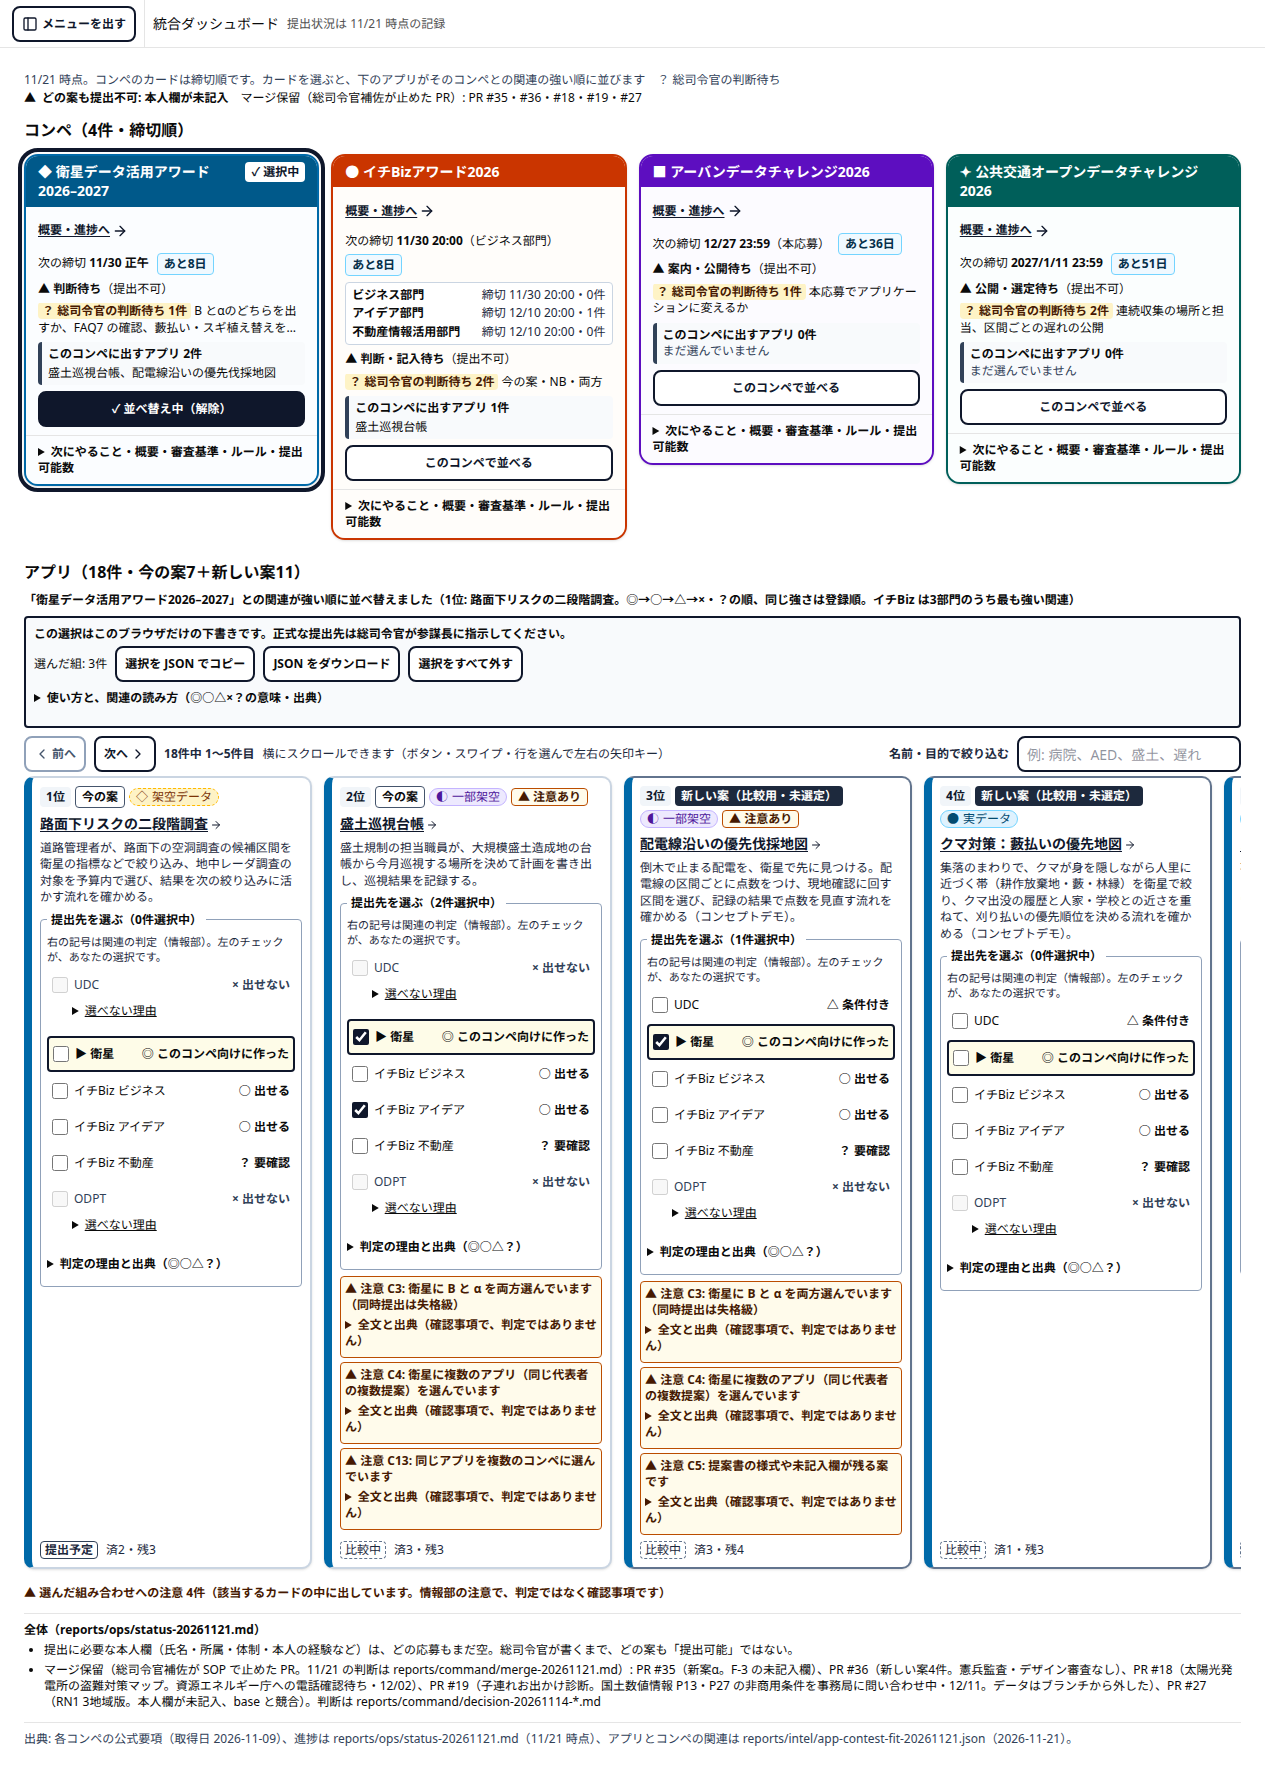 メニューを出す
統合ダッシュボード 提出状況は 11/21 時点の記録
11/21 時点。コンペのカードは締切順です。カードを選ぶと、下のアプリがそのコンペとの関連の強い順に並びます ？ 総司令官の判断待ち
▲ どの案も提出不可: 本人欄が未記入 マージ保留（総司令官補佐が止めた PR）: PR #35・#36・#18・#19・#27
コンペ（4件・締切順）
◆ 衛星データ活用アワード
2026–2027
✓ 選択中
概要・進捗へ →
次の締切 11/30 正午 あと8日
▲ 判断待ち（提出不可）
？ 総司令官の判断待ち 1件 B とαのどちらを出
すか、FAQ7 の確認、藪払い・スギ植え替えを…
このコンペに出すアプリ 2件
盛土巡視台帳、配電線沿いの優先伐採地図
✓ 並べ替え中（解除）
▶ 次にやること・概要・審査基準・ルール・提出
可能数
● イチBizアワード2026
概要・進捗へ →
次の締切 11/30 20:00（ビジネス部門）
あと8日
ビジネス部門 締切 11/30 20:00・0件
アイデア部門 締切 12/10 20:00・1件
不動産情報活用部門 締切 12/10 20:00・0件
▲ 判断・記入待ち（提出不可）
？ 総司令官の判断待ち 2件 今の案・NB・両方
このコンペに出すアプリ 1件
盛土巡視台帳
このコンペで並べる
▶ 次にやること・概要・審査基準・ルール・提出
可能数
■ アーバンデータチャレンジ2026
概要・進捗へ →
次の締切 12/27 23:59（本応募） あと36日
▲ 案内・公開待ち（提出不可）
？ 総司令官の判断待ち 1件 本応募でアプリケー
ションに変えるか
このコンペに出すアプリ 0件
まだ選んでいません
このコンペで並べる
▶ 次にやること・概要・審査基準・ルール・提出
可能数
✦ 公共交通オープンデータチャレンジ
2026
概要・進捗へ →
次の締切 2027/1/11 23:59 あと51日
▲ 公開・選定待ち（提出不可）
？ 総司令官の判断待ち 2件 連続収集の場所と担
当、区間ごとの遅れの公開
このコンペに出すアプリ 0件
まだ選んでいません
このコンペで並べる
▶ 次にやること・概要・審査基準・ルール・提出
可能数
アプリ（18件・今の案7＋新しい案11）
「衛星データ活用アワード2026–2027」との関連が強い順に並べ替えました（1位: 路面下リスクの二段階調査。◎→○→△→×・？の順、同じ強さは登録順。イチBiz は3部門のうち最も強い関連）
この選択はこのブラウザだけの下書きです。正式な提出先は総司令官が参謀長に指示してください。
選んだ組: 3件 選択を JSON でコピー JSON をダウンロード 選択をすべて外す
▶ 使い方と、関連の読み方（◎○△×？の意味・出典）
前へ 次へ 18件中 1〜5件目 横にスクロールできます（ボタン・スワイプ・行を選んで左右の矢印キー） 名前・目的で絞り込む 例: 病院、AED、盛土、遅れ
1位 今の案 ◇ 架空データ
路面下リスクの二段階調査 →
道路管理者が、路面下の空洞調査の候補区間を
衛星の指標などで絞り込み、地中レーダ調査の
対象を予算内で選び、結果を次の絞り込みに活
かす流れを確かめる。
提出先を選ぶ（0件選択中）
右の記号は関連の判定（情報部）。左のチェック
が、あなたの選択です。
UDC × 出せない
▶ 選べない理由
▶ 衛星 ◎ このコンペ向けに作った
イチBiz ビジネス ○ 出せる
イチBiz アイデア ○ 出せる
イチBiz 不動産 ？ 要確認
ODPT × 出せない
▶ 選べない理由
▶ 判定の理由と出典（◎○△？）
提出予定 済2・残3
2位 今の案 ◐ 一部架空 ▲ 注意あり
盛土巡視台帳 →
盛土規制の担当職員が、大規模盛土造成地の台
帳から今月巡視する場所を決めて計画を書き出
し、巡視結果を記録する。
提出先を選ぶ（2件選択中）
右の記号は関連の判定（情報部）。左のチェック
が、あなたの選択です。
UDC × 出せない
▶ 選べない理由
▶ 衛星 ◎ このコンペ向けに作った
イチBiz ビジネス ○ 出せる
イチBiz アイデア ○ 出せる
イチBiz 不動産 ？ 要確認
ODPT × 出せない
▶ 選べない理由
▶ 判定の理由と出典（◎○△？）
▲ 注意 C3: 衛星に B と α を両方選んでいます
（同時提出は失格級）
▶ 全文と出典（確認事項で、判定ではありませ
ん）
▲ 注意 C4: 衛星に複数のアプリ（同じ代表者
の複数提案）を選んでいます
▶ 全文と出典（確認事項で、判定ではありませ
ん）
▲ 注意 C13: 同じアプリを複数のコンペに選ん
でいます
▶ 全文と出典（確認事項で、判定ではありませ
ん）
比較中 済3・残3
3位 新しい案（比較用・未選定）
◐ 一部架空 ▲ 注意あり
配電線沿いの優先伐採地図 →
倒木で止まる配電を、衛星で先に見つける。配
電線の区間ごとに点数をつけ、現地確認に回す
区間を選び、記録の結果で点数を見直す流れを
確かめる（コンセプトデモ）。
提出先を選ぶ（1件選択中）
右の記号は関連の判定（情報部）。左のチェック
が、あなたの選択です。
UDC △ 条件付き
▶ 衛星 ◎ このコンペ向けに作った
イチBiz ビジネス ○ 出せる
イチBiz アイデア ○ 出せる
イチBiz 不動産 ？ 要確認
ODPT × 出せない
▶ 選べない理由
▶ 判定の理由と出典（◎○△？）
▲ 注意 C3: 衛星に B と α を両方選んでいます
（同時提出は失格級）
▶ 全文と出典（確認事項で、判定ではありませ
ん）
▲ 注意 C4: 衛星に複数のアプリ（同じ代表者
の複数提案）を選んでいます
▶ 全文と出典（確認事項で、判定ではありませ
ん）
▲ 注意 C5: 提案書の様式や未記入欄が残る案
です
▶ 全文と出典（確認事項で、判定ではありませ
ん）
比較中 済3・残4
4位 新しい案（比較用・未選定）
● 実データ
クマ対策：藪払いの優先地図 →
集落のまわりで、クマが身を隠しながら人里に
近づく帯（耕作放棄地・藪・林縁）を衛星で絞
り、クマ出没の履歴と人家・学校との近さを重
ねて、刈り払いの優先順位を決める流れを確か
める（コンセプトデモ）。
提出先を選ぶ（0件選択中）
右の記号は関連の判定（情報部）。左のチェック
が、あなたの選択です。
UDC △ 条件付き
▶ 衛星 ◎ このコンペ向けに作った
イチBiz ビジネス ○ 出せる
イチBiz アイデア ○ 出せる
イチBiz 不動産 ？ 要確認
ODPT × 出せない
▶ 選べない理由
▶ 判定の理由と出典（◎○△？）
比較中 済1・残3
▲ 選んだ組み合わせへの注意 4件（該当するカードの中に出しています。情報部の注意で、判定ではなく確認事項です）
全体（reports/ops/status-20261121.md）
• 提出に必要な本人欄（氏名・所属・体制・本人の経験など）は、どの応募もまだ空。総司令官が書くまで、どの案も「提出可能」ではない。
• マージ保留（総司令官補佐が SOP で止めた PR。11/21 の判断は reports/command/merge-20261121.md）: PR #35（新案α。F-3 の未記入欄）、PR #36（新しい案4件。憲兵監査・デザイン審査なし）、PR #18（太陽光発
電所の盗難対策マップ。資源エネルギー庁への電話確認待ち・12/02）、PR #19（子連れお出かけ診断。国土数値情報 P13・P27 の非商用条件を事務局に問い合わせ中・12/11。データはブランチから外した）、PR #27
（RN1 3地域版。本人欄が未記入、base と競合）。判断は reports/command/decision-20261114-*.md
出典: 各コンペの公式要項（取得日 2026-11-09）、進捗は reports/ops/status-20261121.md（11/21 時点）、アプリとコンペの関連は reports/intel/app-contest-fit-20261121.json（2026-11-21）。